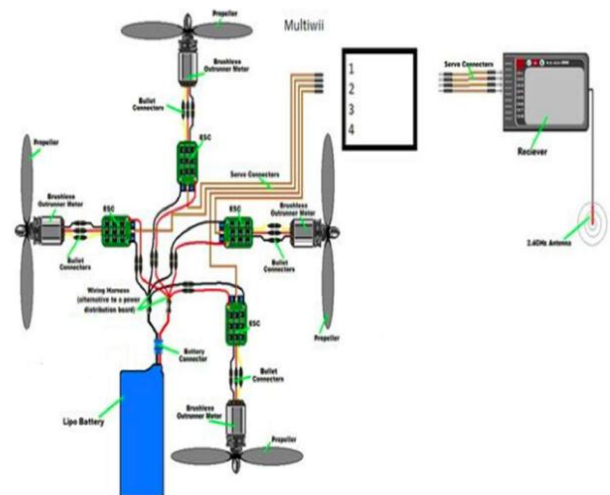 Propeller
Multiwii
Brushless
Outrunner Motor
Servo Connectors
1
2
3
4
Bullet
Connectors
ESC
Reciever
Propeller
Servo Connectors
Brushless
Outrunner Motor
ESC
ESC
Brushless
Outrunner Motor
Bullet
Connectors
Bullet
Connectors
2.4GHz Antenna
Wiring Harness
(alternative to a power
distribution board)
ESC
Propeller
Battery
Connector
Bullet
Connectors
Lipo Battery
Brushless
Outrunner Motor
Propeller